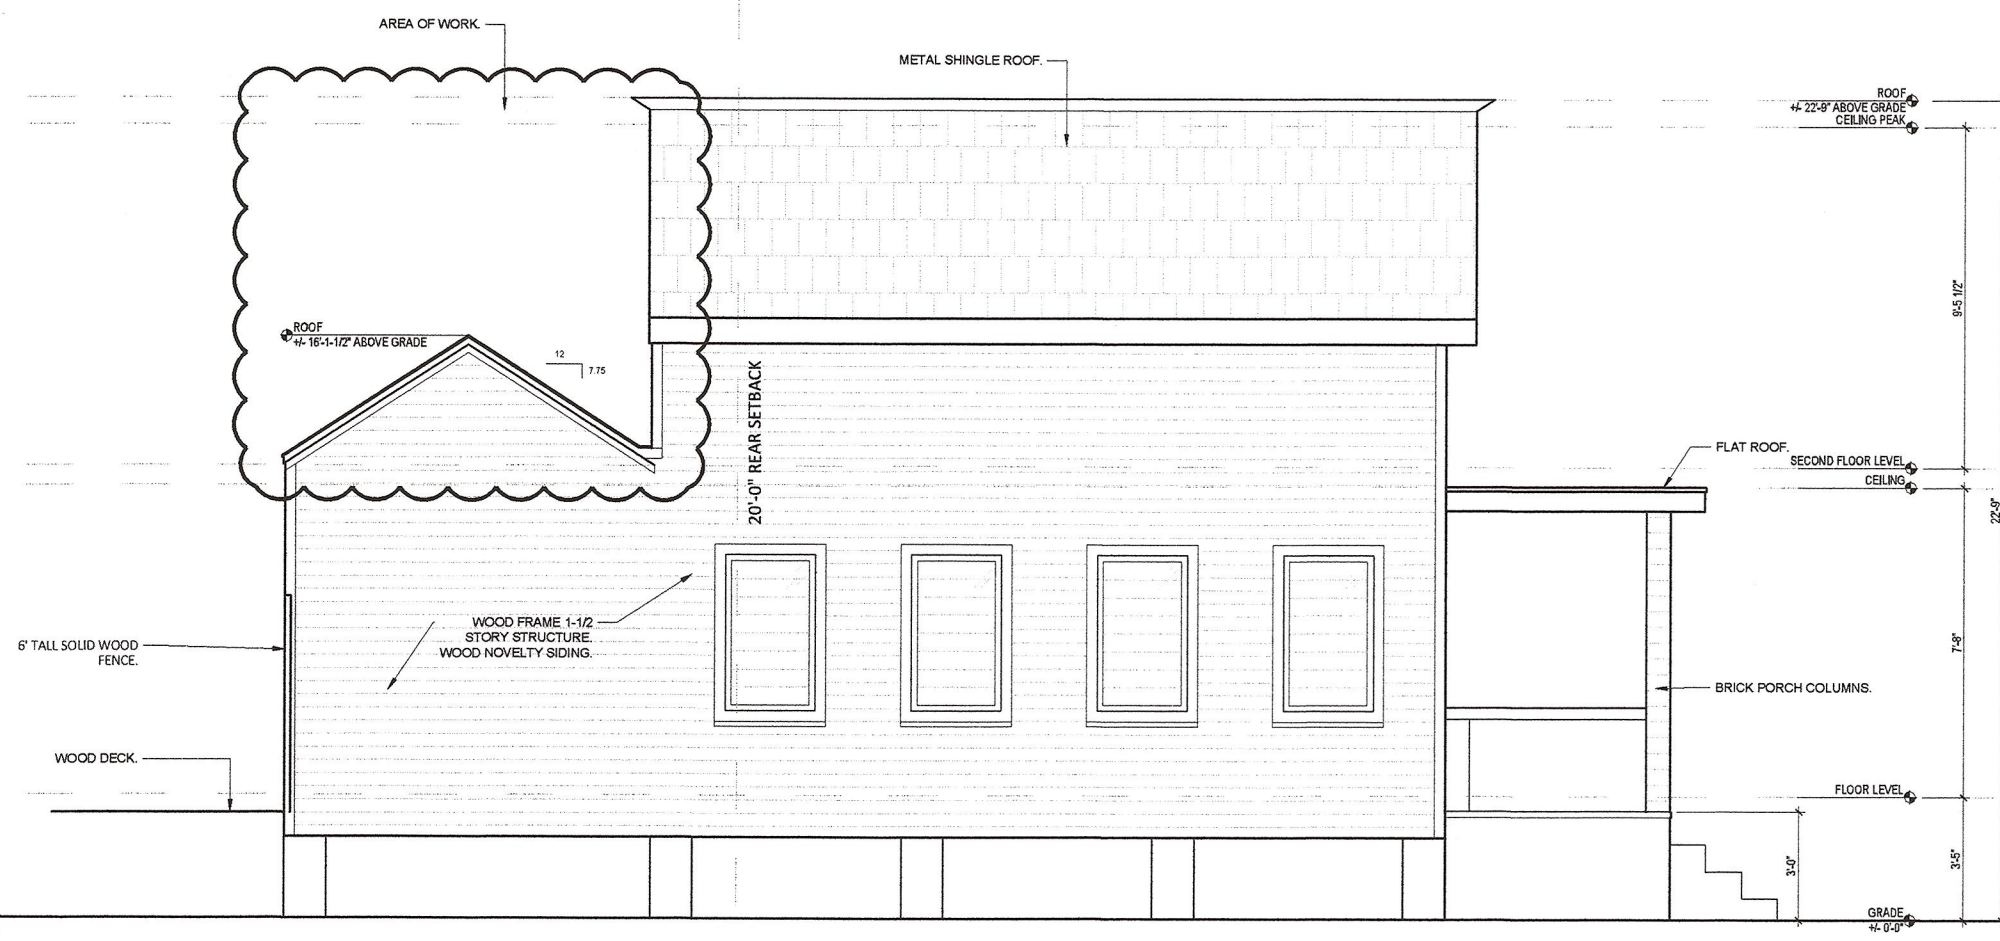 AREA OF WORK.
METAL SHINGLE ROOF.
ROOF
+/- 22'-9" ABOVE GRADE
CEILING PEAK
9'-5 1/2"
ROOF
+/- 16'-1-1/2" ABOVE GRADE
12
7.75
20'-0" REAR SETBACK
FLAT ROOF.
SECOND FLOOR LEVEL
CEILING
22'-9"
WOOD FRAME 1-1/2
STORY STRUCTURE.
WOOD NOVELTY SIDING.
6' TALL SOLID WOOD
FENCE.
7'-8"
BRICK PORCH COLUMNS.
WOOD DECK.
FLOOR LEVEL
3'-0"
3'-5"
GRADE
+/- 0'-0"